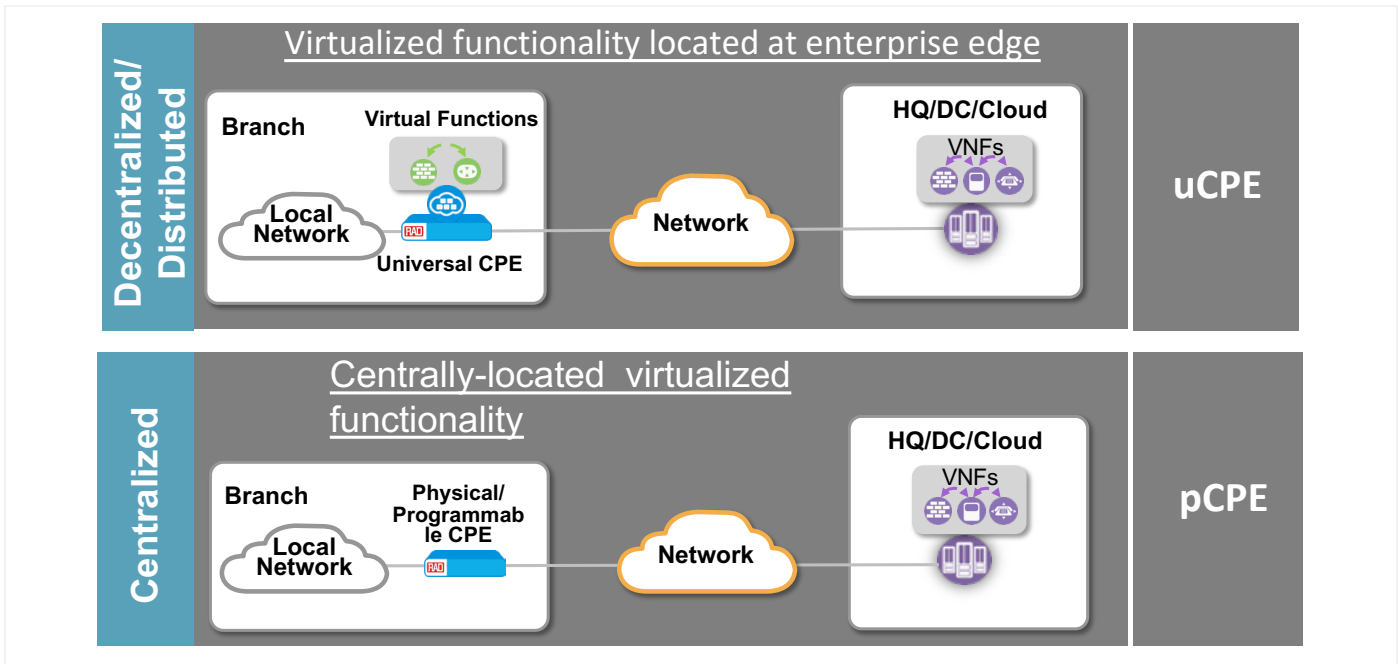 Decentralized/
Distributed
Virtualized functionality located at enterprise edge
Branch
Virtual Functions
Local
Network
RAD
Universal CPE
Network
HQ/DC/Cloud
VNFs
uCPE
Centralized
Centrally-located virtualized
functionality
Branch
Physical/
Programmab
le CPE
Local
Network
RAD
Network
HQ/DC/Cloud
VNFs
pCPE